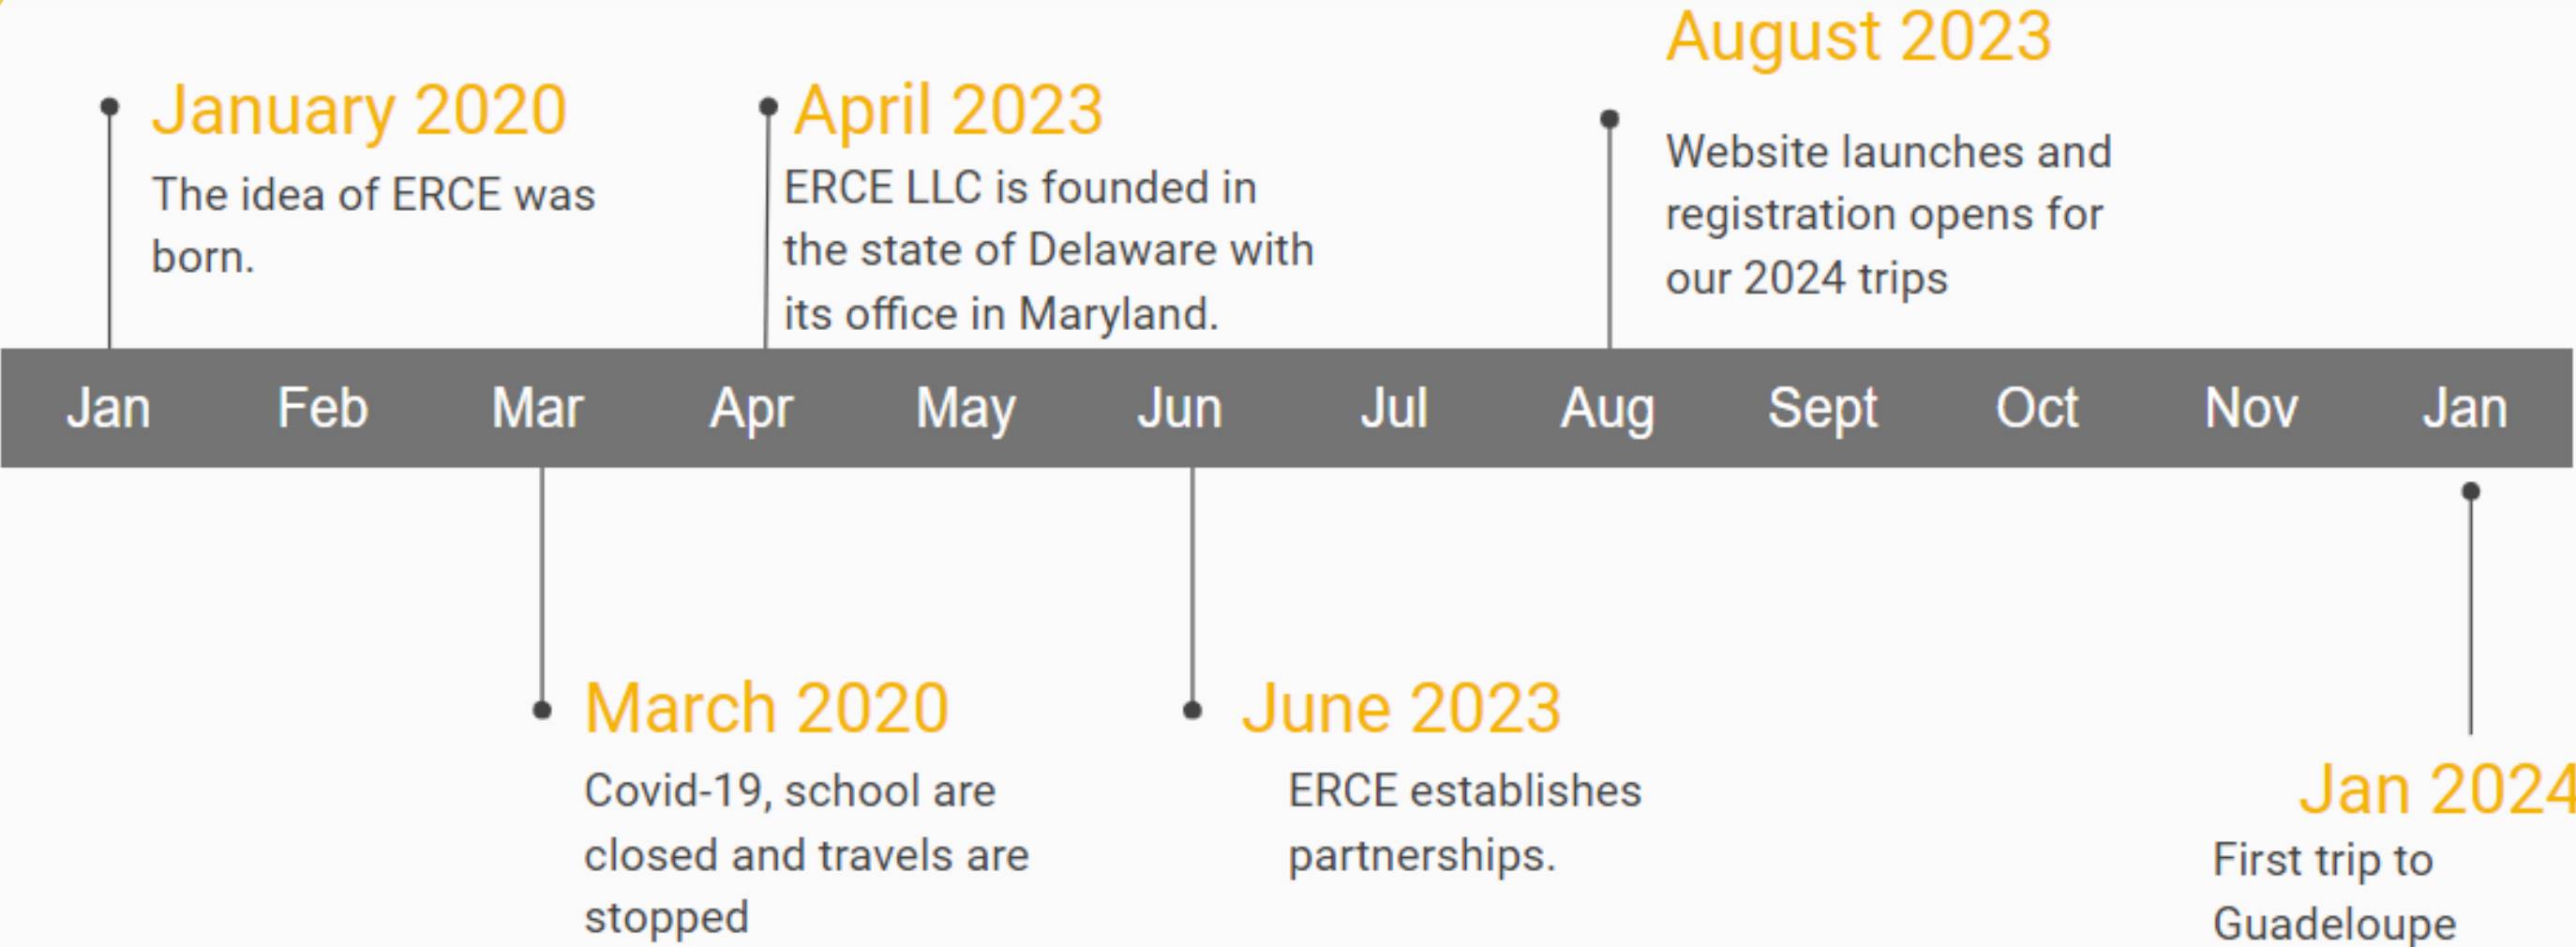 August 2023
January 2020
April 2023
The idea of ERCE was
born.
ERCE LLC is founded in
the state of Delaware with
its office in Maryland.
Website launches and
registration opens for
our 2024 trips
Jan Feb Mar Apr May Jun Jul Aug Sept Oct Nov Jan
March 2020
Covid-19, school are
closed and travels are
stopped
June 2023
ERCE establishes
partnerships.
Jan 2024
First trip to
Guadeloupe